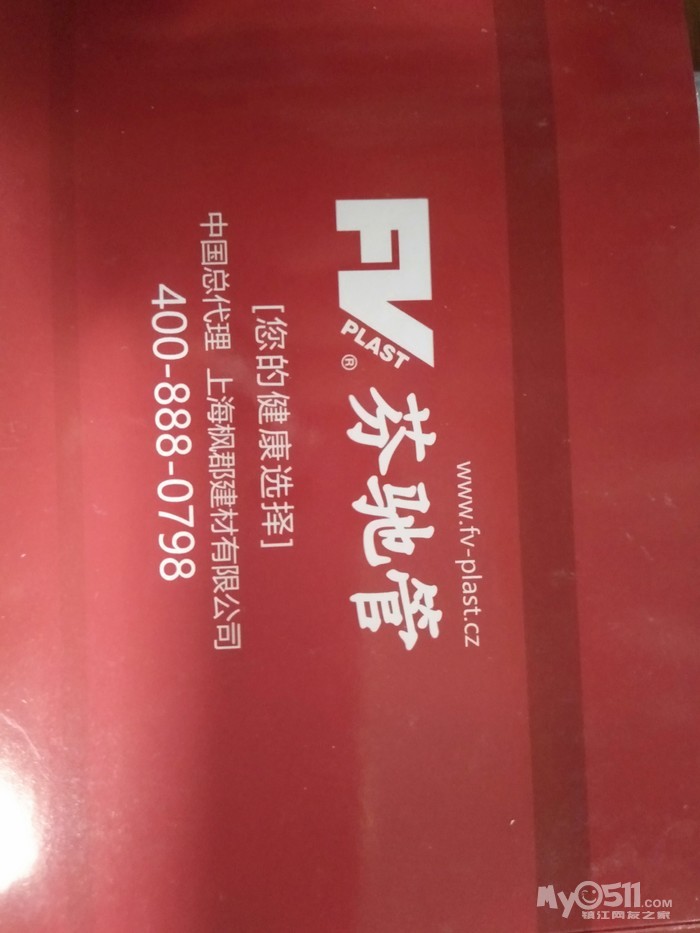 www.fv-plast.cz
FV PLAST® 芬驰管
[您的健康选择]
中国总代理 上海枫郡建材有限公司
400-888-0798
My0511.COM
镇江网友之家